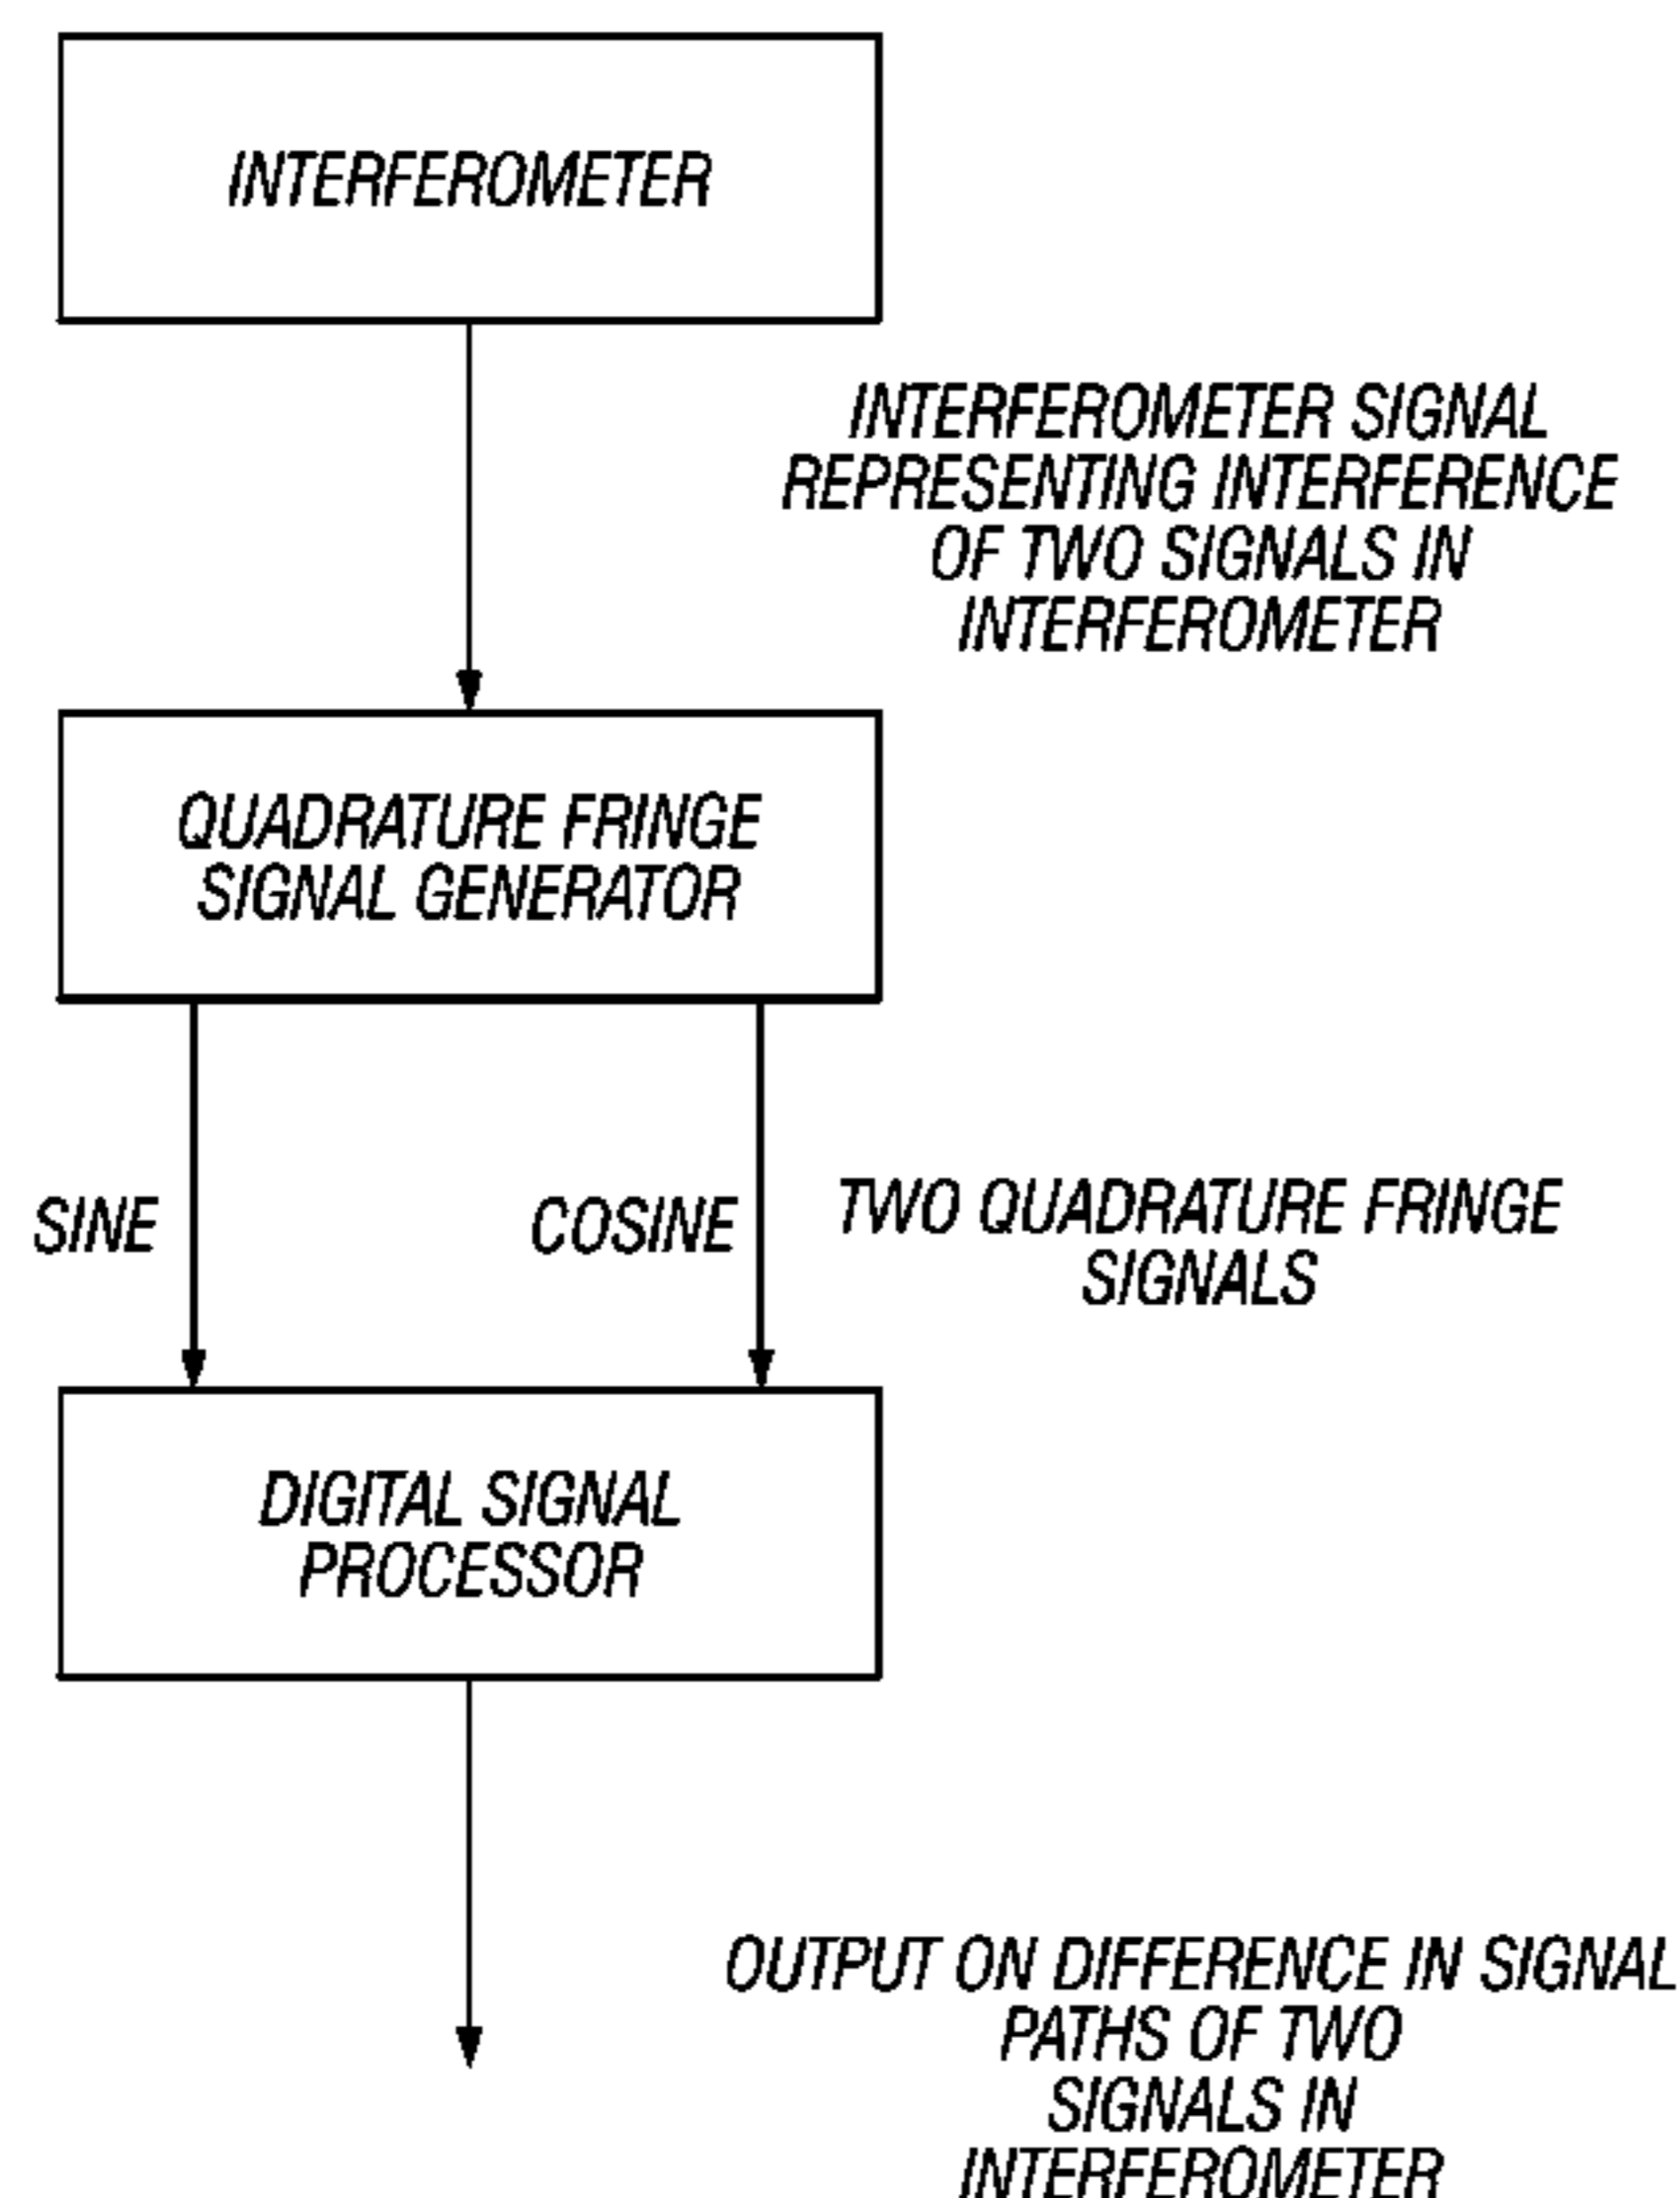 INTERFEROMETER
INTERFEROMETER SIGNAL
REPRESENTING INTERFERENCE
OF TWO SIGNALS IN
INTERFEROMETER
QUADRATURE FRINGE
SIGNAL GENERATOR
SINE
COSINE
TWO QUADRATURE FRINGE
SIGNALS
DIGITAL SIGNAL
PROCESSOR
OUTPUT ON DIFFERENCE IN SIGNAL
PATHS OF TWO
SIGNALS IN
INTERFEROMETER